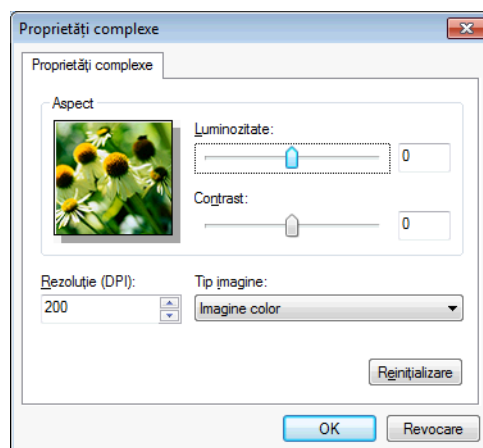 Proprietăți complexe
Proprietăți complexe
Aspect
Luminozitate:
0
Contrast:
0
Rezoluție (DPI):
Tip imagine:
200
Imagine color
Reinițializare
OK
Revocare